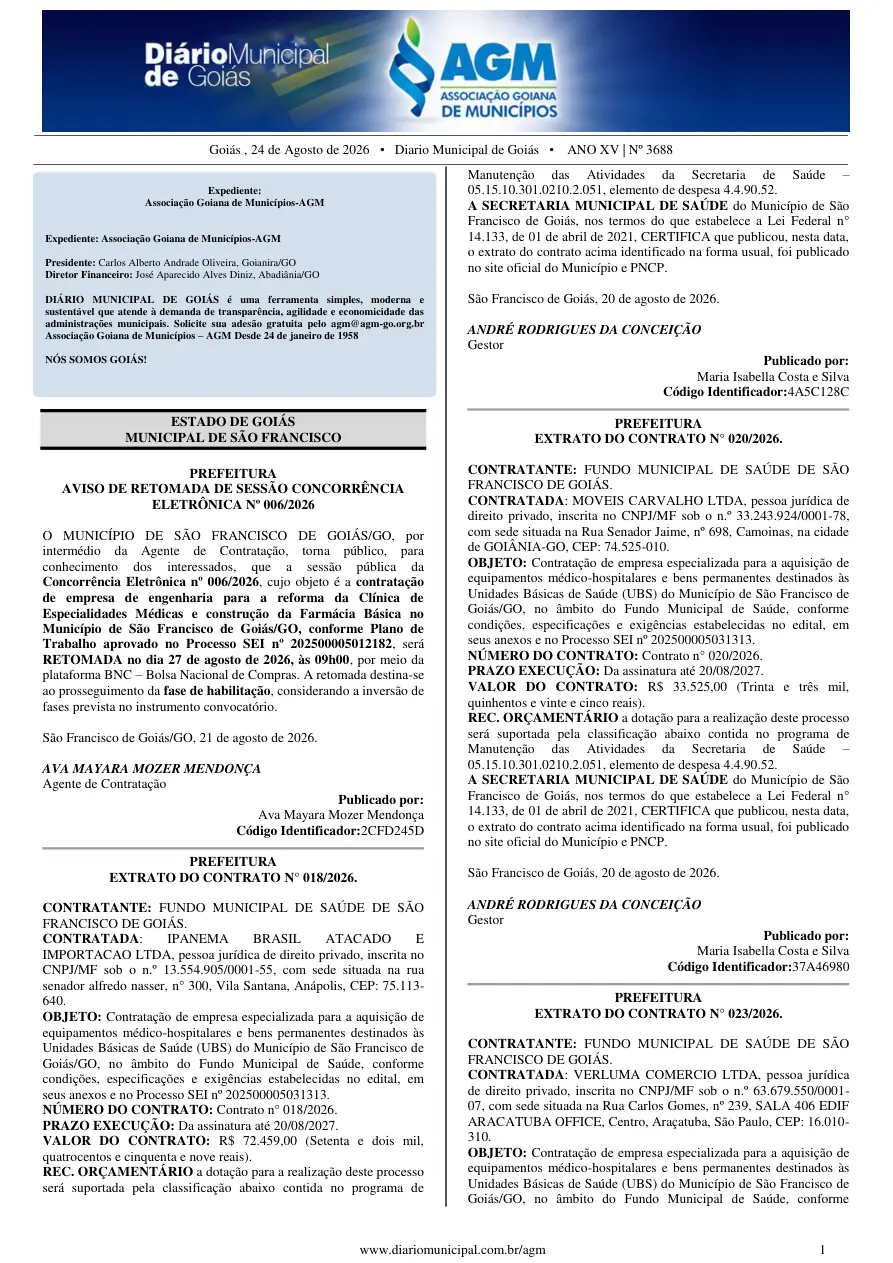 Diário Municipal
de Goiás
AGM
ASSOCIAÇÃO GOIANA
DE MUNICÍPIOS
Goiás , 24 de Agosto de 2026 • Diario Municipal de Goiás • ANO XV | Nº 3688
Expediente:
Associação Goiana de Municípios-AGM
Expediente: Associação Goiana de Municípios-AGM
Presidente: Carlos Alberto Andrade Oliveira, Goianira/GO
Diretor Financeiro: José Aparecido Alves Diniz, Abadiânia/GO
DIÁRIO MUNICIPAL DE GOIÁS é uma ferramenta simples, moderna e
sustentável que atende à demanda de transparência, agilidade e economicidade das
administrações municipais. Solicite sua adesão gratuita pelo agm@agm-go.org.br
Associação Goiana de Municípios – AGM Desde 24 de janeiro de 1958
NÓS SOMOS GOIÁS!
ESTADO DE GOIÁS
MUNICIPAL DE SÃO FRANCISCO
PREFEITURA
AVISO DE RETOMADA DE SESSÃO CONCORRÊNCIA
ELETRÔNICA Nº 006/2026
O MUNICÍPIO DE SÃO FRANCISCO DE GOIÁS/GO, por
intermédio da Agente de Contratação, torna público, para
conhecimento dos interessados, que a sessão pública da
Concorrência Eletrônica nº 006/2026, cujo objeto é a contratação
de empresa de engenharia para a reforma da Clínica de
Especialidades Médicas e construção da Farmácia Básica no
Município de São Francisco de Goiás/GO, conforme Plano de
Trabalho aprovado no Processo SEI nº 202500005012182, será
RETOMADA no dia 27 de agosto de 2026, às 09h00, por meio da
plataforma BNC – Bolsa Nacional de Compras. A retomada destina-se
ao prosseguimento da fase de habilitação, considerando a inversão de
fases prevista no instrumento convocatório.
São Francisco de Goiás/GO, 21 de agosto de 2026.
AVA MAYARA MOZER MENDONÇA
Agente de Contratação
Publicado por:
Ava Mayara Mozer Mendonça
Código Identificador:2CFD245D
PREFEITURA
EXTRATO DO CONTRATO N° 018/2026.
CONTRATANTE: FUNDO MUNICIPAL DE SAÚDE DE SÃO
FRANCISCO DE GOIÁS.
CONTRATADA: IPANEMA BRASIL ATACADO E
IMPORTACAO LTDA, pessoa jurídica de direito privado, inscrita no
CNPJ/MF sob o n.º 13.554.905/0001-55, com sede situada na rua
senador alfredo nasser, n° 300, Vila Santana, Anápolis, CEP: 75.113-
640.
OBJETO: Contratação de empresa especializada para a aquisição de
equipamentos médico-hospitalares e bens permanentes destinados às
Unidades Básicas de Saúde (UBS) do Município de São Francisco de
Goiás/GO, no âmbito do Fundo Municipal de Saúde, conforme
condições, especificações e exigências estabelecidas no edital, em
seus anexos e no Processo SEI nº 202500005031313.
NÚMERO DO CONTRATO: Contrato n° 018/2026.
PRAZO EXECUÇÃO: Da assinatura até 20/08/2027.
VALOR DO CONTRATO: R$ 72.459,00 (Setenta e dois mil,
quatrocentos e cinquenta e nove reais).
REC. ORÇAMENTÁRIO a dotação para a realização deste processo
será suportada pela classificação abaixo contida no programa de
Manutenção das Atividades da Secretaria de Saúde –
05.15.10.301.0210.2.051, elemento de despesa 4.4.90.52.
A SECRETARIA MUNICIPAL DE SAÚDE do Município de São
Francisco de Goiás, nos termos do que estabelece a Lei Federal n°
14.133, de 01 de abril de 2021, CERTIFICA que publicou, nesta data,
o extrato do contrato acima identificado na forma usual, foi publicado
no site oficial do Município e PNCP.
São Francisco de Goiás, 20 de agosto de 2026.
ANDRÉ RODRIGUES DA CONCEIÇÃO
Gestor
Publicado por:
Maria Isabella Costa e Silva
Código Identificador:4A5C128C
PREFEITURA
EXTRATO DO CONTRATO N° 020/2026.
CONTRATANTE: FUNDO MUNICIPAL DE SAÚDE DE SÃO
FRANCISCO DE GOIÁS.
CONTRATADA: MOVEIS CARVALHO LTDA, pessoa jurídica de
direito privado, inscrita no CNPJ/MF sob o n.º 33.243.924/0001-78,
com sede situada na Rua Senador Jaime, nº 698, Camoinas, na cidade
de GOIÂNIA-GO, CEP: 74.525-010.
OBJETO: Contratação de empresa especializada para a aquisição de
equipamentos médico-hospitalares e bens permanentes destinados às
Unidades Básicas de Saúde (UBS) do Município de São Francisco de
Goiás/GO, no âmbito do Fundo Municipal de Saúde, conforme
condições, especificações e exigências estabelecidas no edital, em
seus anexos e no Processo SEI nº 202500005031313.
NÚMERO DO CONTRATO: Contrato n° 020/2026.
PRAZO EXECUÇÃO: Da assinatura até 20/08/2027.
VALOR DO CONTRATO: R$ 33.525,00 (Trinta e três mil,
quinhentos e vinte e cinco reais).
REC. ORÇAMENTÁRIO a dotação para a realização deste processo
será suportada pela classificação abaixo contida no programa de
Manutenção das Atividades da Secretaria de Saúde –
05.15.10.301.0210.2.051, elemento de despesa 4.4.90.52.
A SECRETARIA MUNICIPAL DE SAÚDE do Município de São
Francisco de Goiás, nos termos do que estabelece a Lei Federal n°
14.133, de 01 de abril de 2021, CERTIFICA que publicou, nesta data,
o extrato do contrato acima identificado na forma usual, foi publicado
no site oficial do Município e PNCP.
São Francisco de Goiás, 20 de agosto de 2026.
ANDRÉ RODRIGUES DA CONCEIÇÃO
Gestor
Publicado por:
Maria Isabella Costa e Silva
Código Identificador:37A46980
PREFEITURA
EXTRATO DO CONTRATO N° 023/2026.
CONTRATANTE: FUNDO MUNICIPAL DE SAÚDE DE SÃO
FRANCISCO DE GOIÁS.
CONTRATADA: VERLUMA COMERCIO LTDA, pessoa jurídica
de direito privado, inscrita no CNPJ/MF sob o n.º 63.679.550/0001-
07, com sede situada na Rua Carlos Gomes, nº 239, SALA 406 EDIF
ARACATUBA OFFICE, Centro, Araçatuba, São Paulo, CEP: 16.010-
310.
OBJETO: Contratação de empresa especializada para a aquisição de
equipamentos médico-hospitalares e bens permanentes destinados às
Unidades Básicas de Saúde (UBS) do Município de São Francisco de
Goiás/GO, no âmbito do Fundo Municipal de Saúde, conforme
www.diariomunicipal.com.br/agm 1